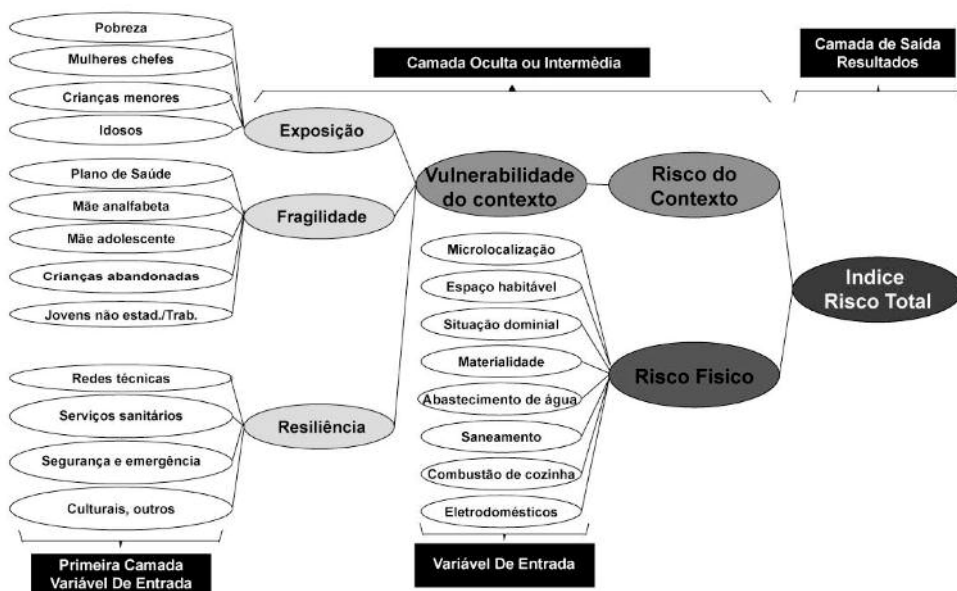 Pobreza
Mulheres chefes
Crianças menores
Idosos
Plano de Saúde
Mãe analfabeta
Mãe adolescente
Crianças abandonadas
Jovens não estad./Trab.
Redes técnicas
Serviços sanitários
Segurança e emergência
Culturais, outros
Primeira Camada
Variável De Entrada
Exposição
Fragilidade
Resiliência
Camada Oculta ou Intermèdia
Vulnerabilidade
do contexto
Risco do
Contexto
Microlocalização
Espaço habitável
Situação dominial
Materialidade
Abastecimento de água
Saneamento
Combustão de cozinha
Eletrodomésticos
Variável De Entrada
Risco Fisico
Camada de Saída
Resultados
Indice
Risco Total